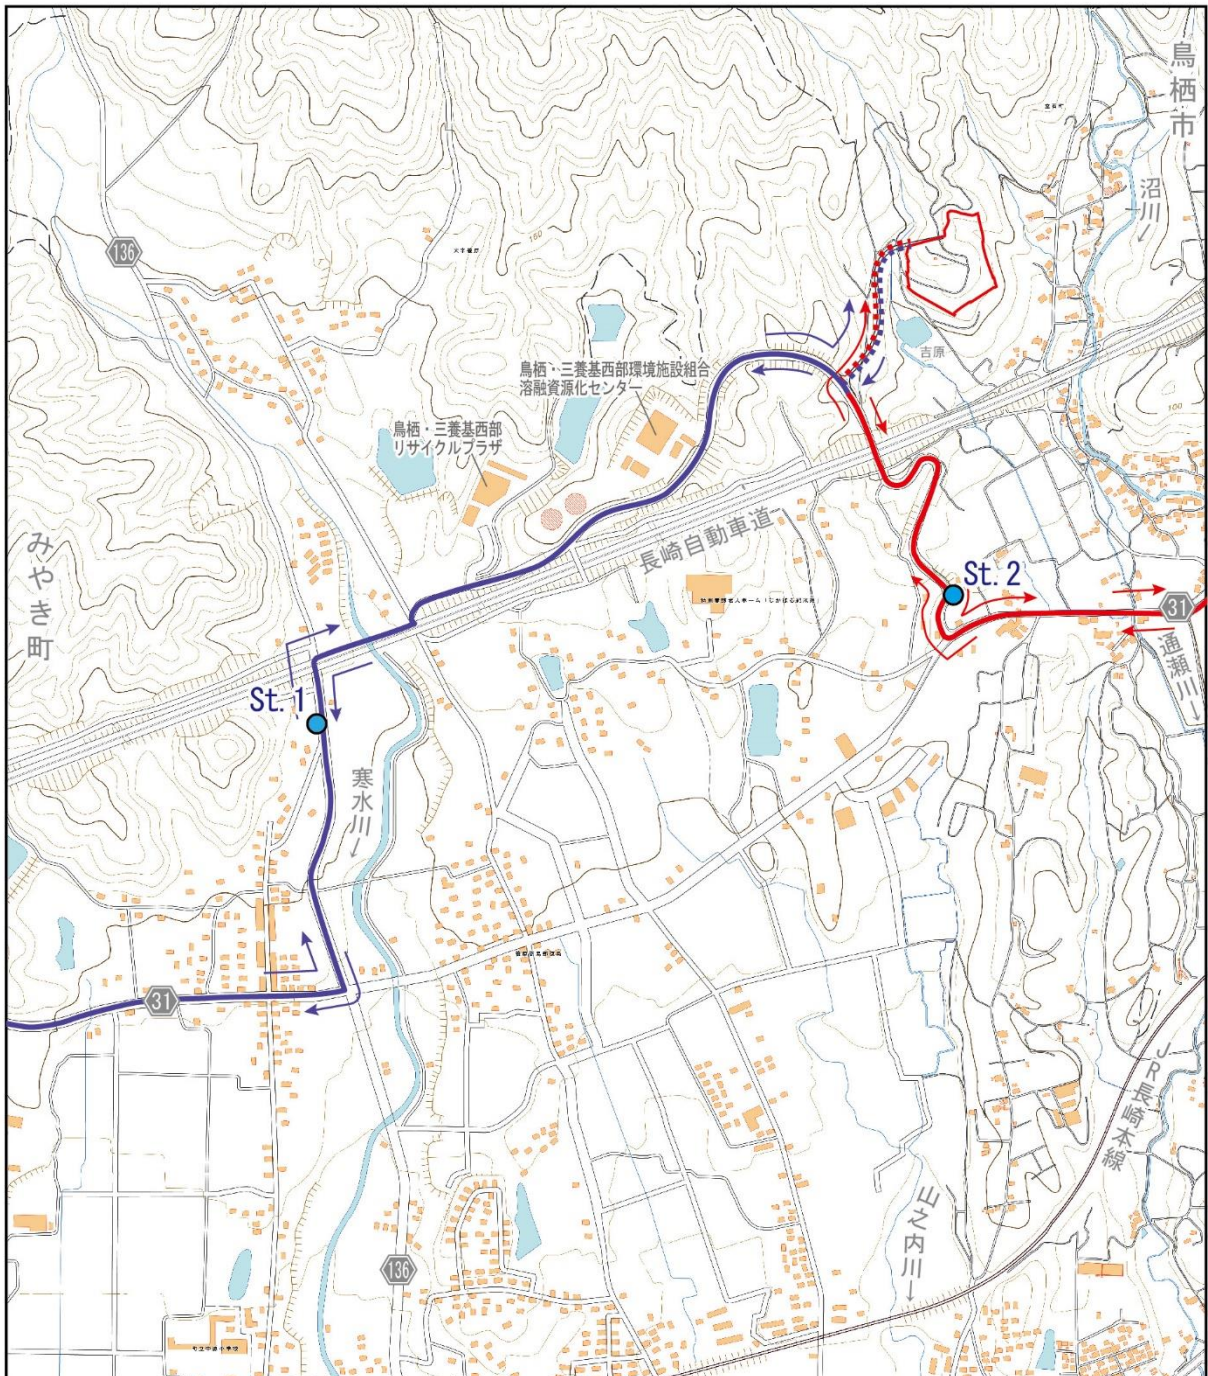 鳥栖市
沼川→
136
150
鳥栖・三養基西部環境施設組合
溶融資源化センター
吉原
100
鳥栖・三養基西部
リサイクルプラザ
長崎自動車道
みやき町
St. 2
31
通瀬川→
St. 1
寒水川→
31
JR長崎本線
山之内川→
136